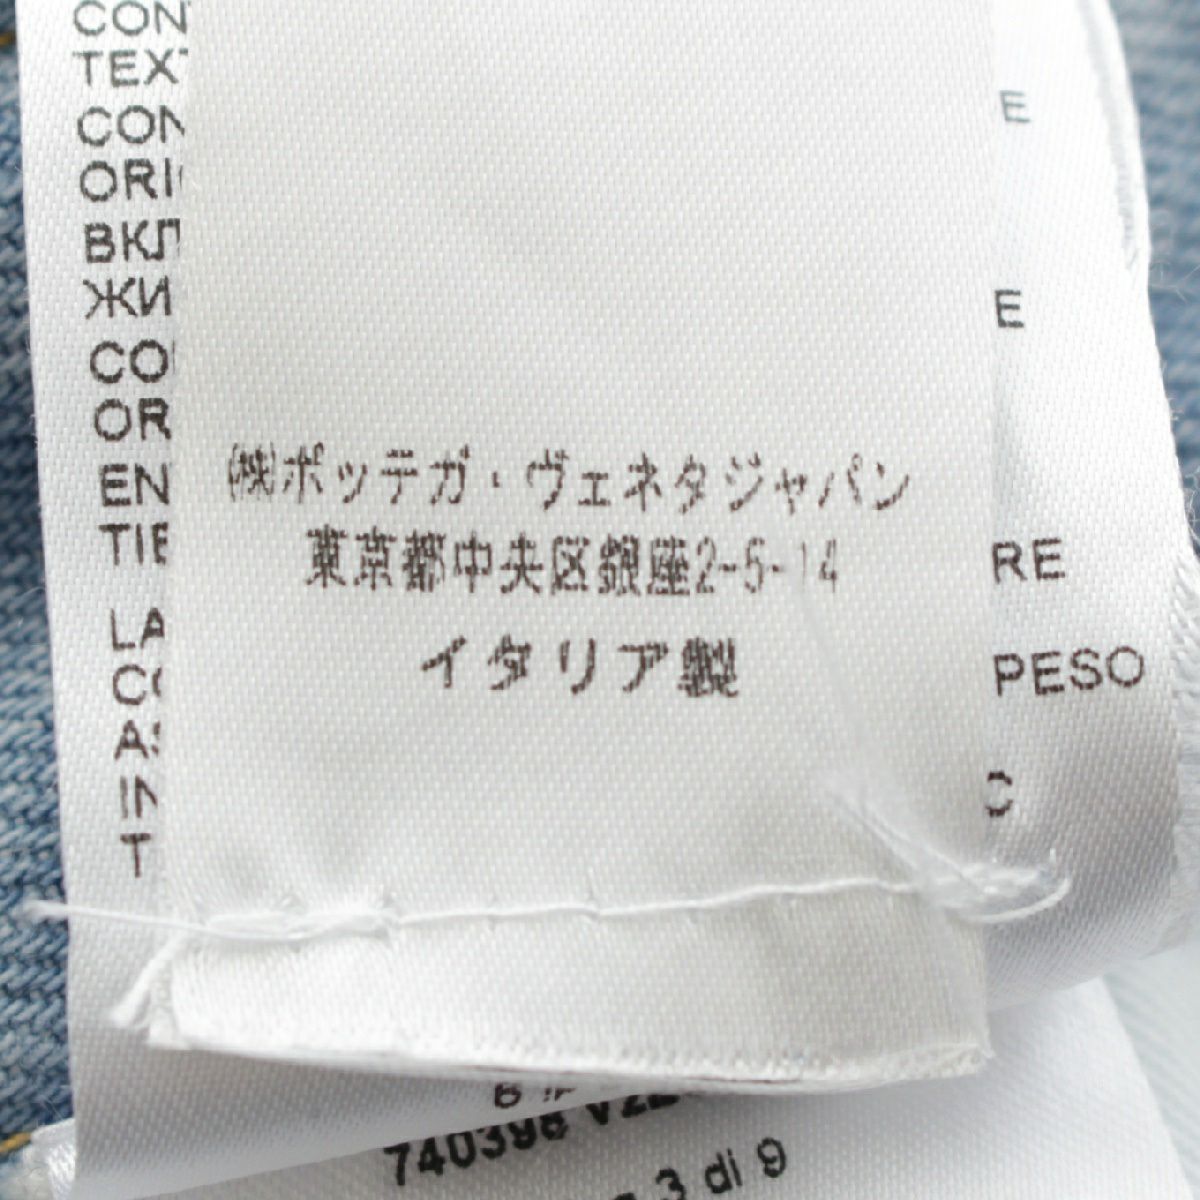 CON
TEXT
CON
ORI
E
ВКЛ
ЖИ
E
CO
OR
EN
TIE
RE
LA
CO
PESO
AS
IN
T
C
(株)ボッテガ・ヴェネタジャパン
東京都中央区銀座2-5-14
イタリア製
740398
3 di 9